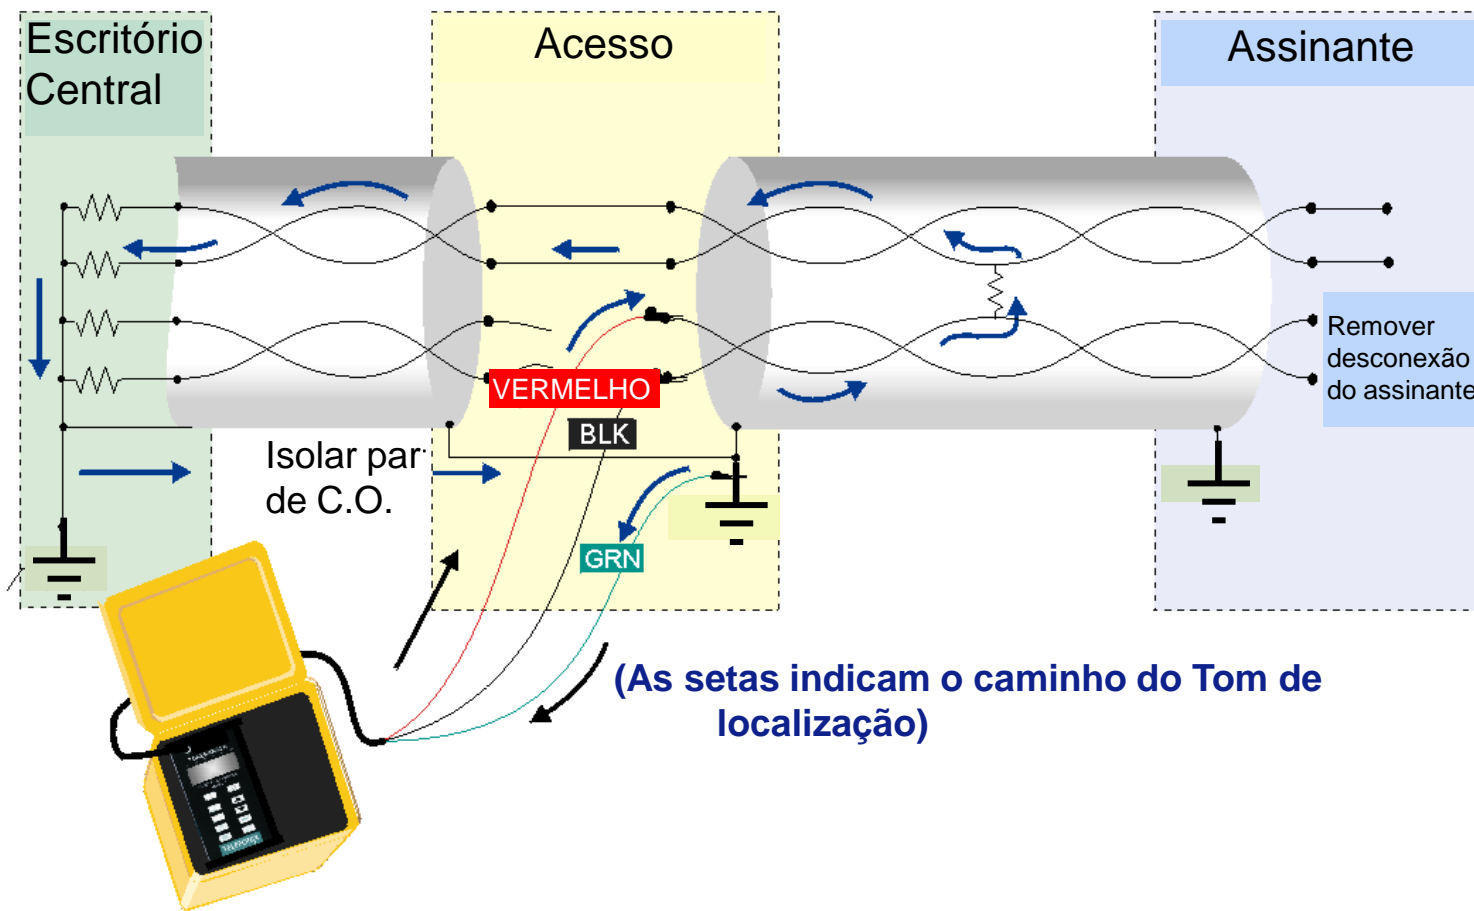 Escritório
Central
Acesso
Assinante
Remover
desconexão
do assinante
VERMELHO
BLK
Isolar par
de C.O.
GRN
(As setas indicam o caminho do Tom de
localização)